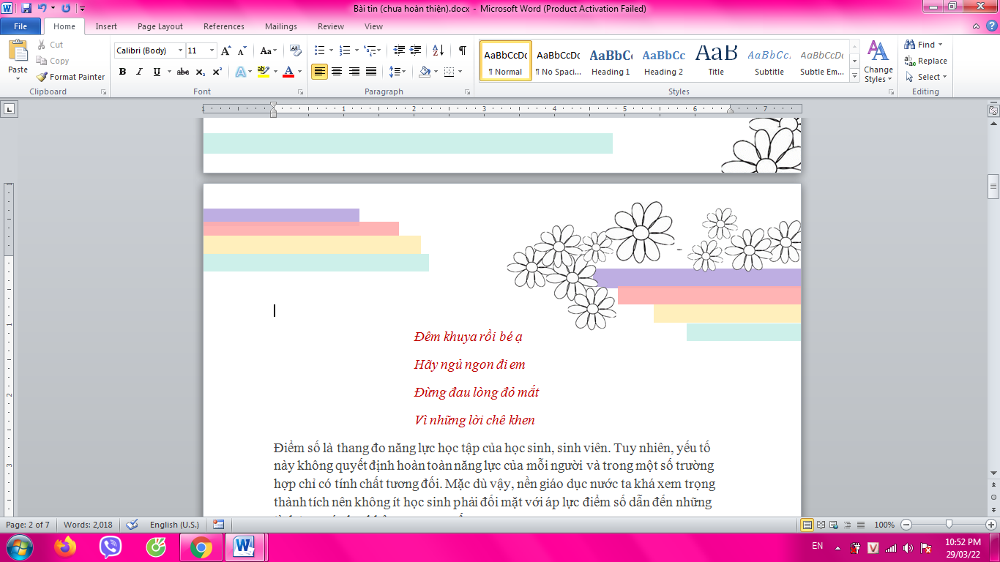 Bài tin (chưa hoàn thiện).docx - Microsoft Word (Product Activation Failed)
File Home Insert Page Layout References Mailings Review View
Paste
Cut
Copy
Format Painter
Clipboard
Calibri (Body) 11
Font
Paragraph
AaBbCcDc AaBbCcDc AaBbCc AaBbCc AaB AaBbCc. AaBbCcDc
¶ Normal ¶ No Spaci... Heading 1 Heading 2 Title Subtitle Subtle Em...
Change
Styles
Styles
Find
Replace
Select
Editing
1 1 2 3 4 5 6 7
Đêm khuya rồi bé ạ
Hãy ngủ ngon đi em
Đừng đau lòng đỏ mắt
Vì những lời chê khen
Điểm số là thang đo năng lực học tập của học sinh, sinh viên. Tuy nhiên, yếu tố
này không quyết định hoàn toàn năng lực của mỗi người và trong một số trường
hợp chỉ có tính chất tương đối. Mặc dù vậy, nền giáo dục nước ta khá xem trọng
thành tích nên không ít học sinh phải đối mặt với áp lực điểm số dẫn đến những
Page: 2 of 7 Words: 2,018 English (U.S.) 100%
EN 10:52 PM
29/03/22